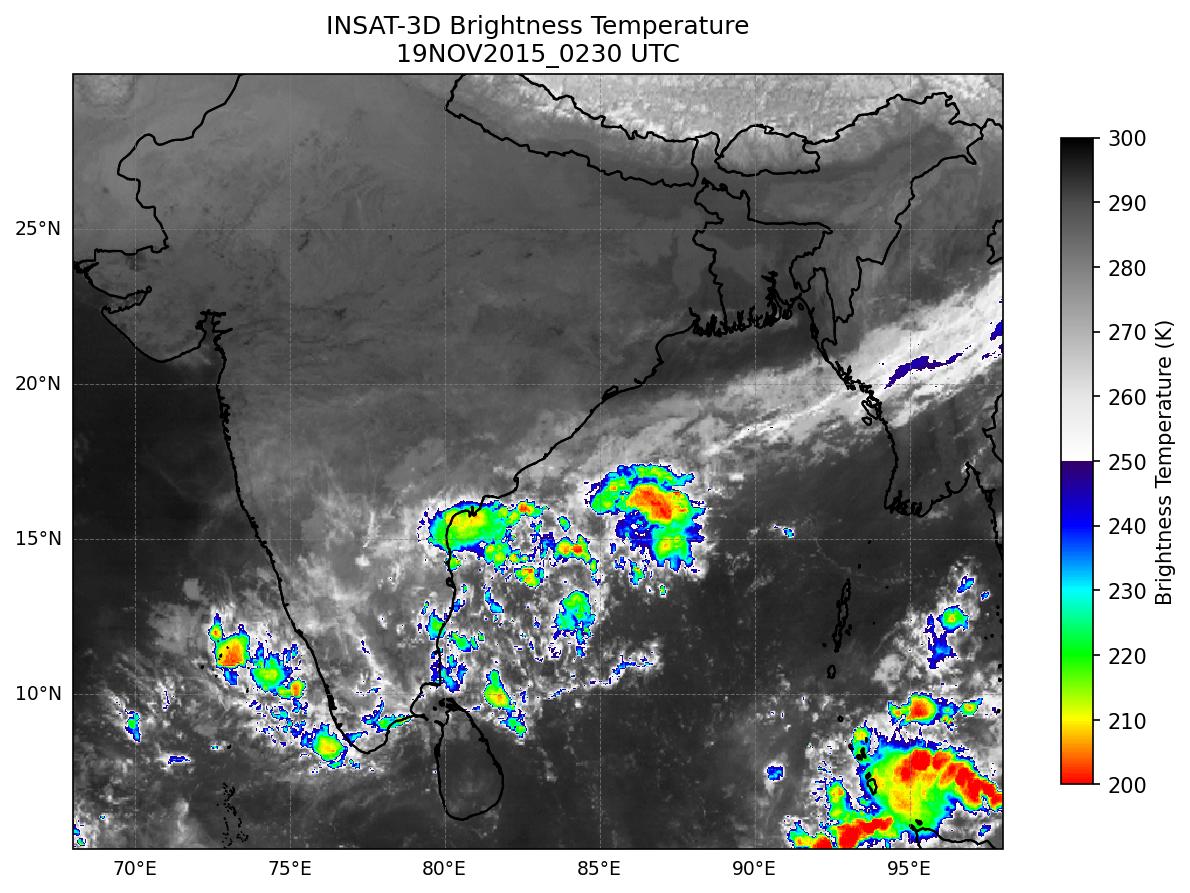 INSAT-3D Brightness Temperature
19NOV2015_0230 UTC
25°N
20°N
15°N
10°N
70°E
75°E
80°E
85°E
90°E
95°E
300
290
280
270
260
250
240
230
220
210
200
Brightness Temperature (K)